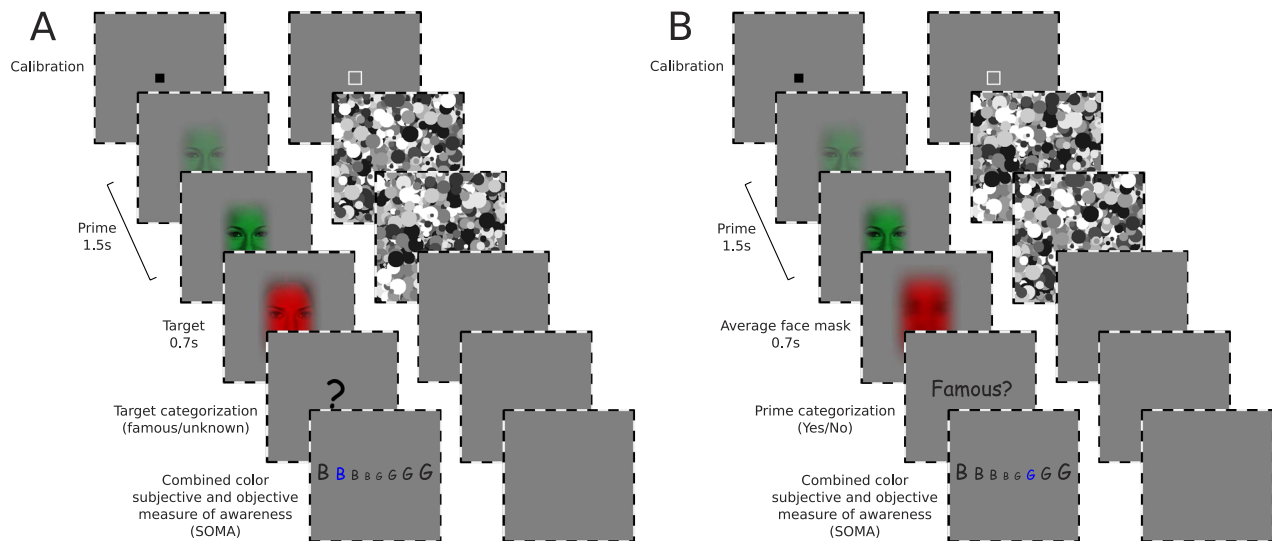 A
Calibration
Prime
1.5s
Target
0.7s
?
Target categorization
(famous/unknown)
B B B B G G G G
Combined color
subjective and objective
measure of awareness
(SOMA)
B
Calibration
Prime
1.5s
Average face mask
0.7s
Famous?
Prime categorization
(Yes/No)
B B B B G G G G
Combined color
subjective and objective
measure of awareness
(SOMA)